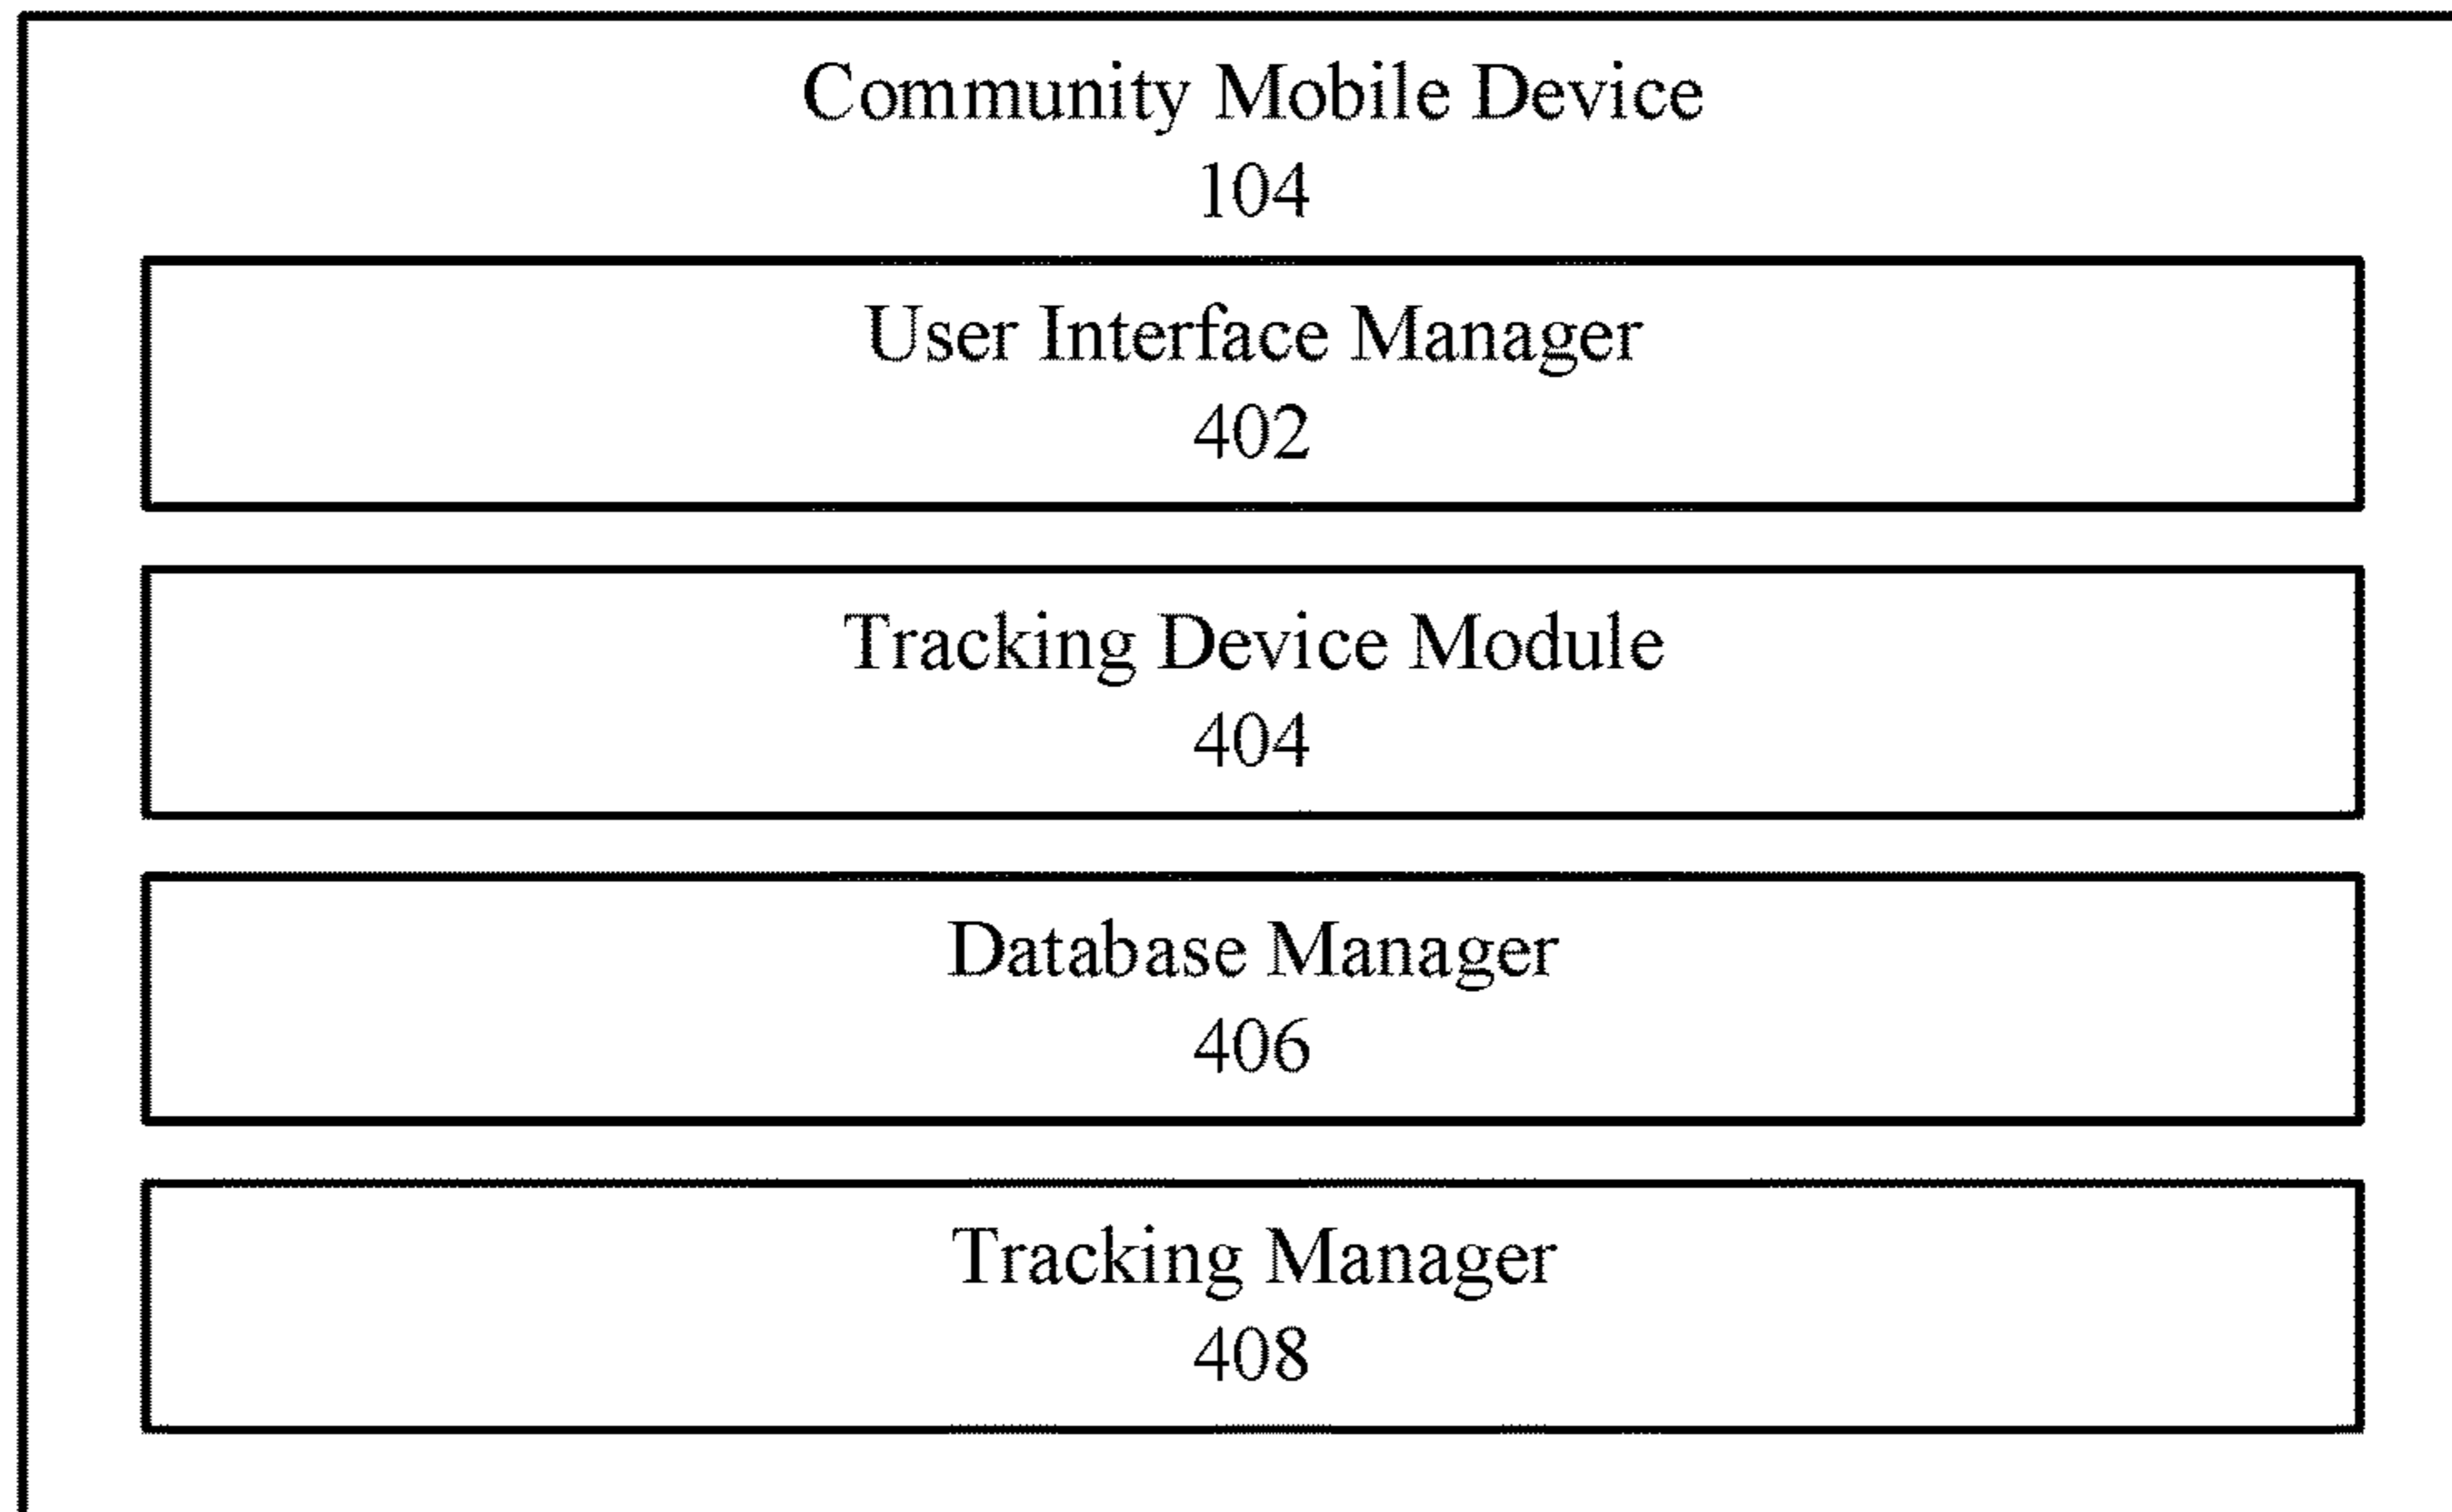 Community Mobile Device
104
User Interface Manager
402
Tracking Device Module
404
Database Manager
406
Tracking Manager
408